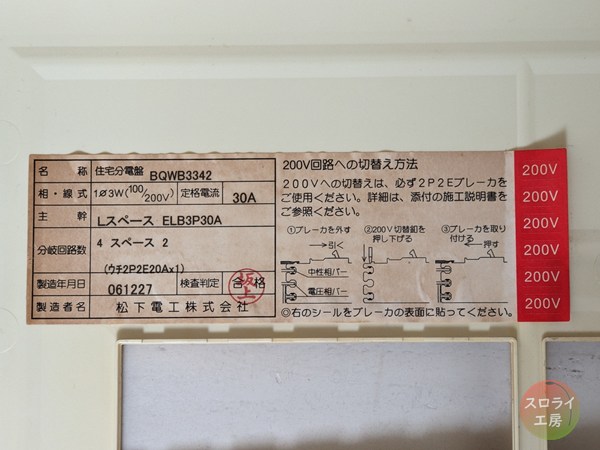 名称 住宅分電盤 BQWB3342
相・線式 1φ3W(100/200V) 定格電流 30A
主幹 Lスペース ELB3P30A
分岐回路数 4 スペース 2
(ウチ2P2E20Ax1)
製造年月日 061227 検査判定 合格
坂上
製造者名 松下電工株式会社
200V回路への切替え方法
200Vへの切替えは、必ず2P2Eブレーカを
ご使用ください。詳細は、添付の施工説明書を
ご参照ください。
①ブレーカを外す
引く
中性相バー
電圧相バー
②200V切替釦を
押し下げる
③ブレーカを取り
付ける
押す
◎右のシールをブレーカの表面に貼ってください。
200V
200V
200V
200V
200V
200V
スロライ
工房